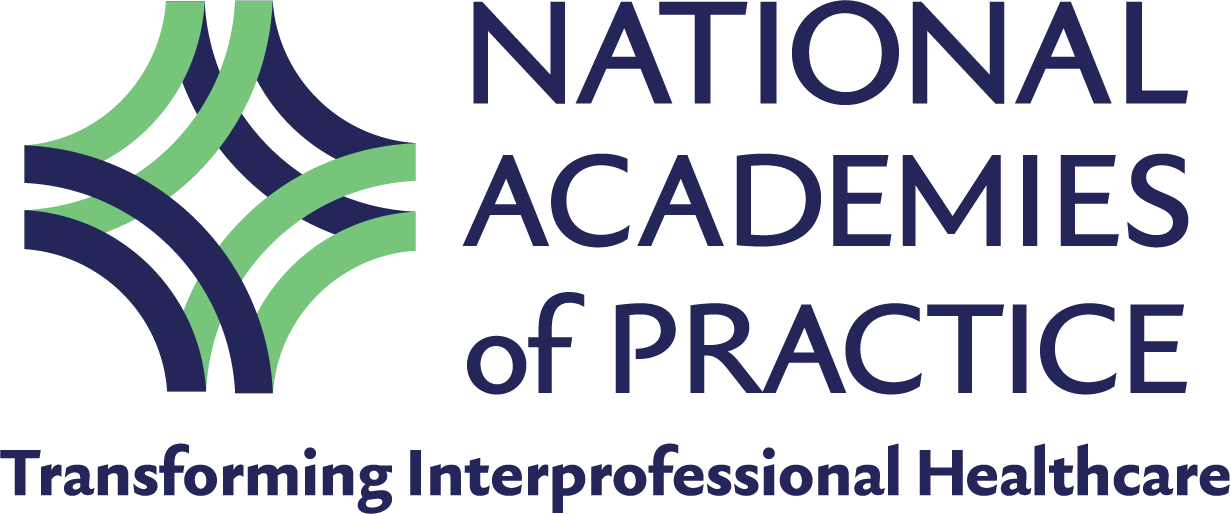 NATIONAL
ACADEMIES
of PRACTICE
Transforming Interprofessional Healthcare